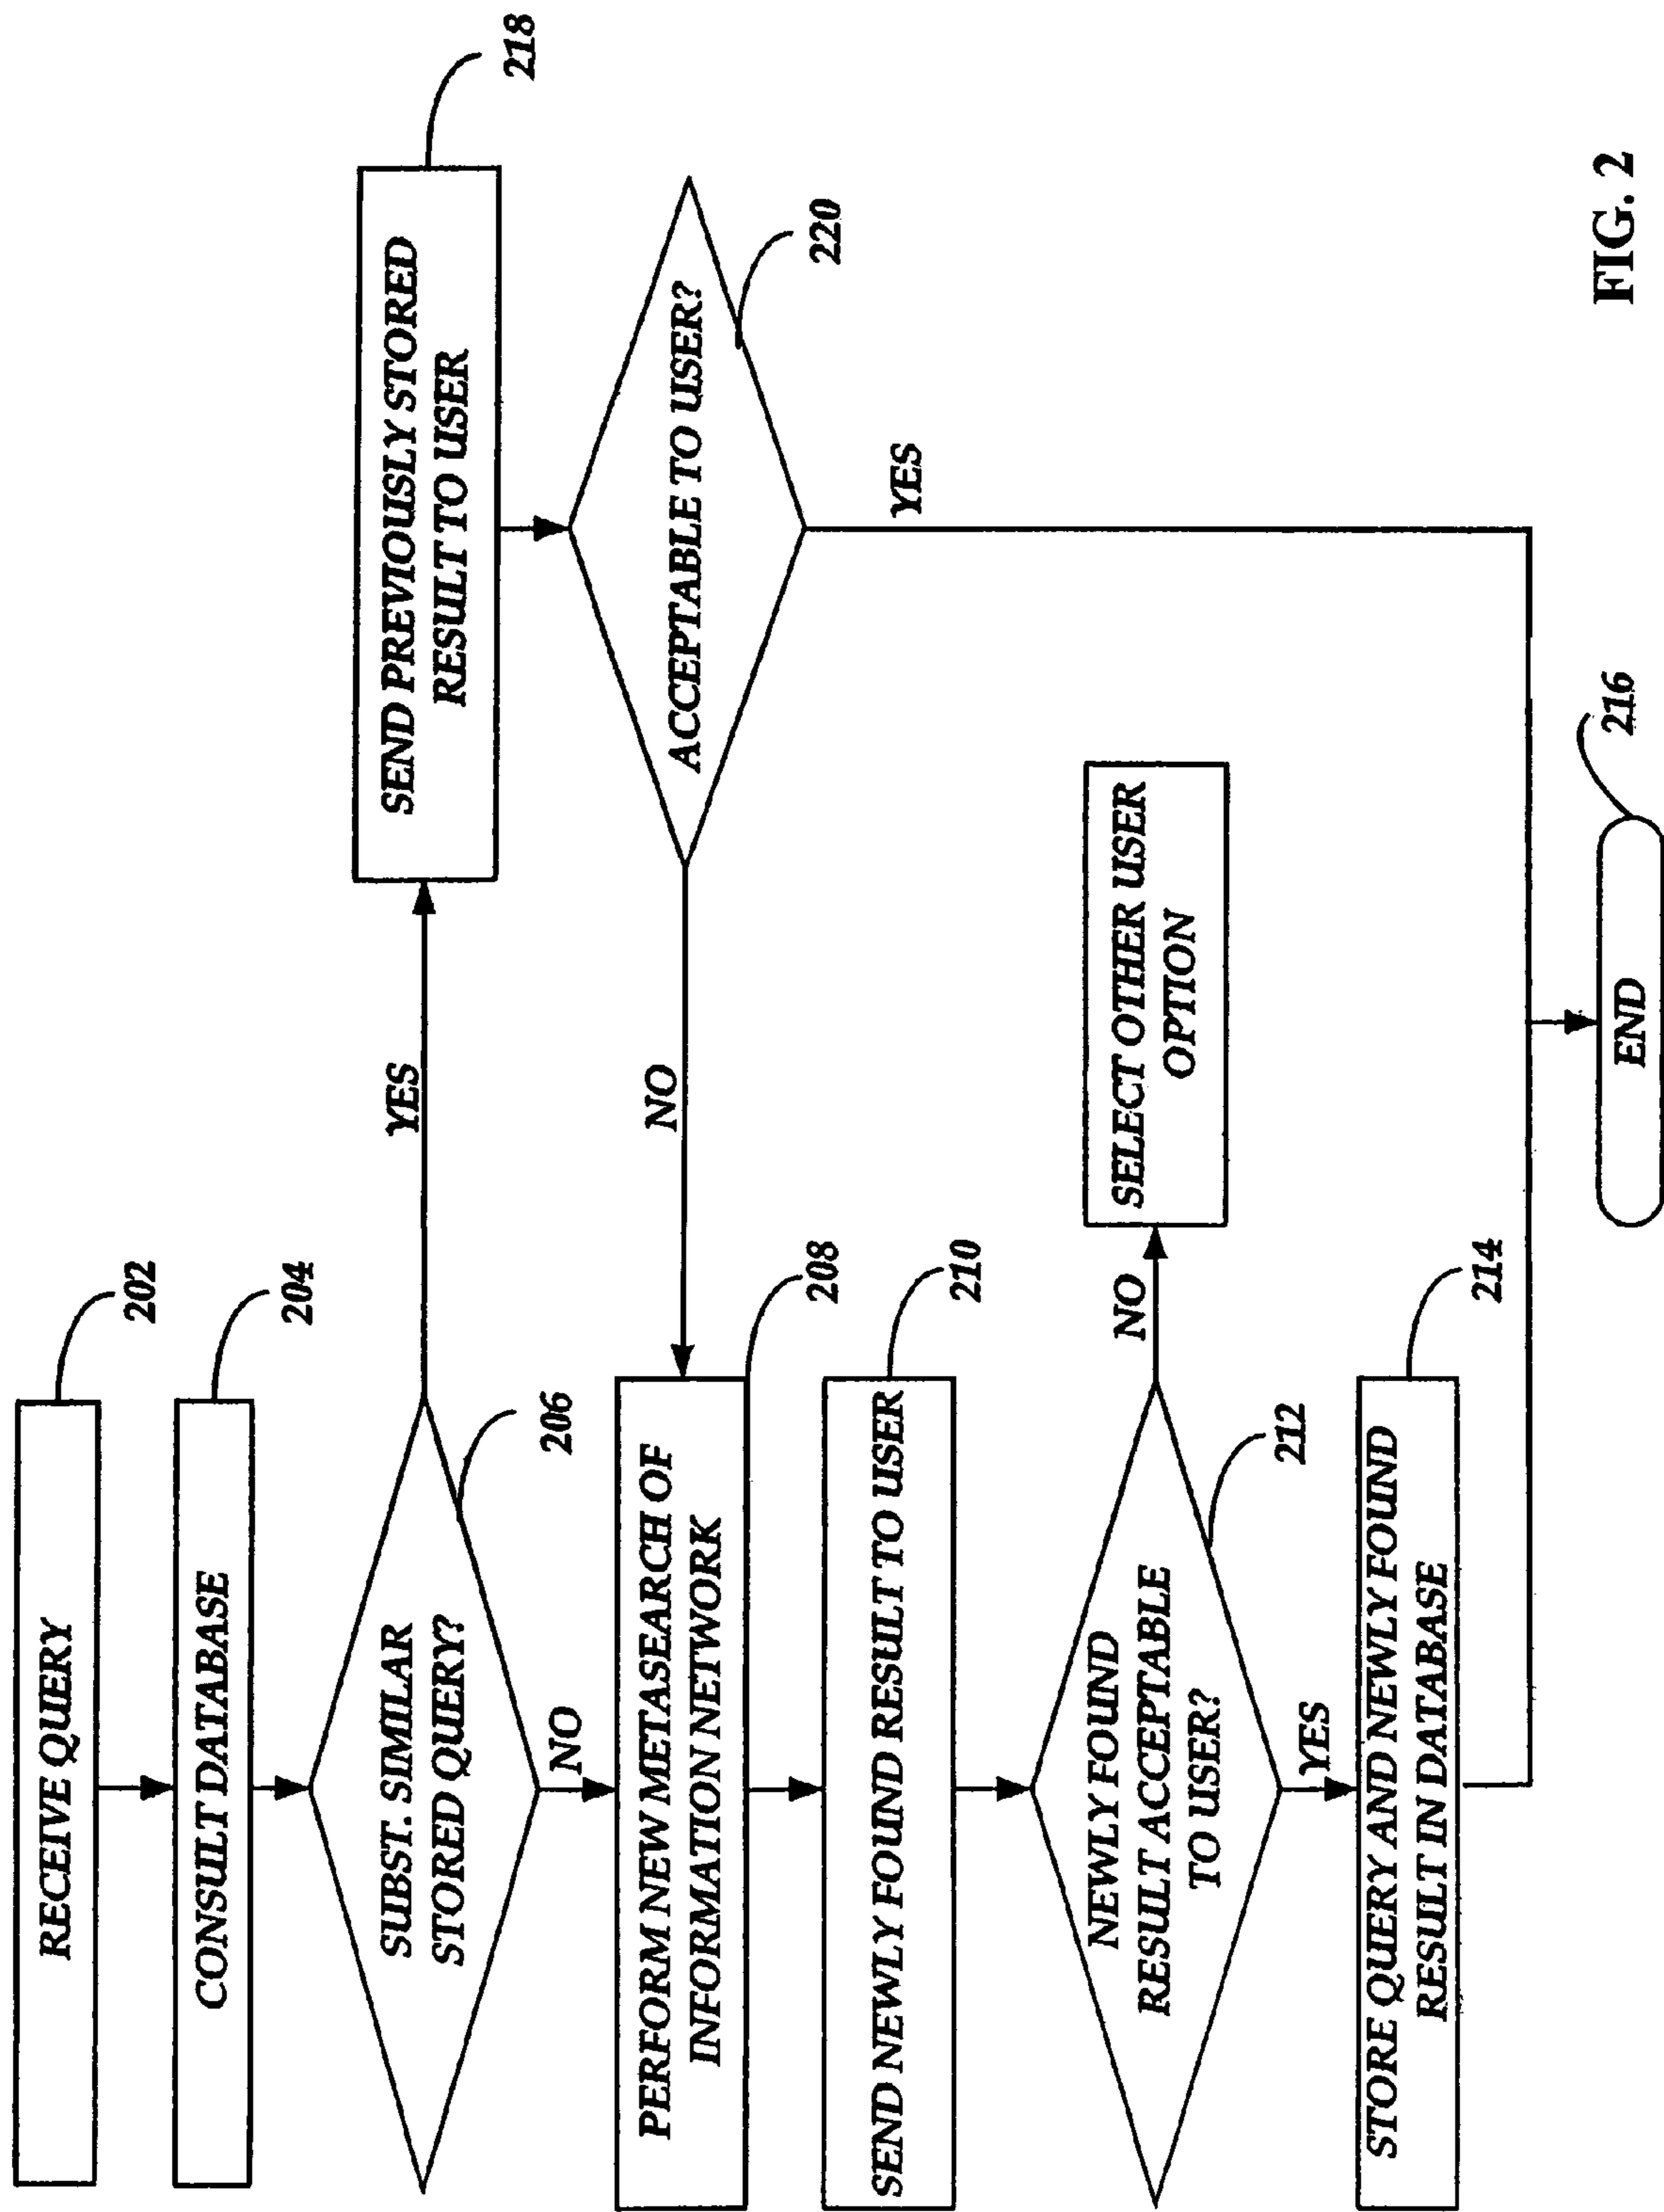 RECEIVE QUERY
202
CONSULT DATABASE
204
SUBST. SIMILAR
STORED QUERY?
206
YES
SEND PREVIOUSLY STORED
RESULT TO USER
218
ACCEPTABLE TO USER?
220
NO
YES
NO
PERFORM NEW METASEARCH OF
INFORMATION NETWORK
208
SEND NEWLY FOUND RESULT TO USER
210
NEWLY FOUND
RESULT ACCEPTABLE
TO USER?
212
NO
SELECT OTHER USER
OPTION
YES
STORE QUERY AND NEWLY FOUND
RESULT IN DATABASE
214
END
216
FIG. 2